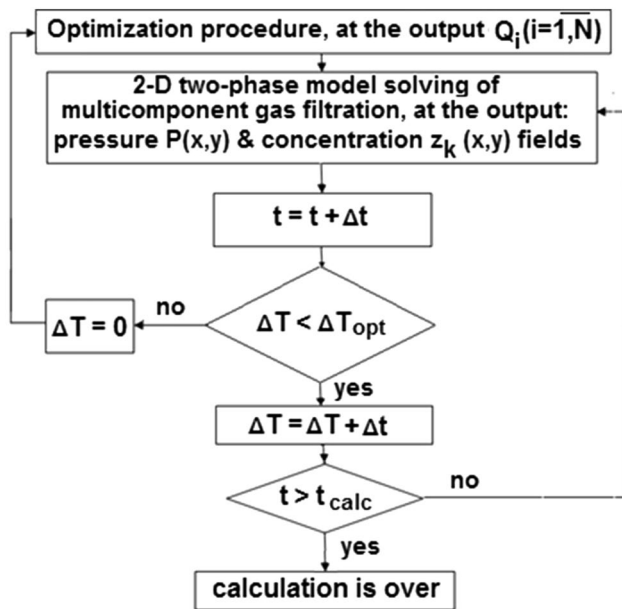 Optimization procedure, at the output Qᵢ(i=1,N̅)
2-D two-phase model solving of
multicomponent gas filtration, at the output:
pressure P(x,y) & concentration zₖ (x,y) fields
t = t + Δt
no
ΔT = 0
ΔT < ΔTopt
yes
ΔT = ΔT + Δt
t > tcalc
no
yes
calculation is over